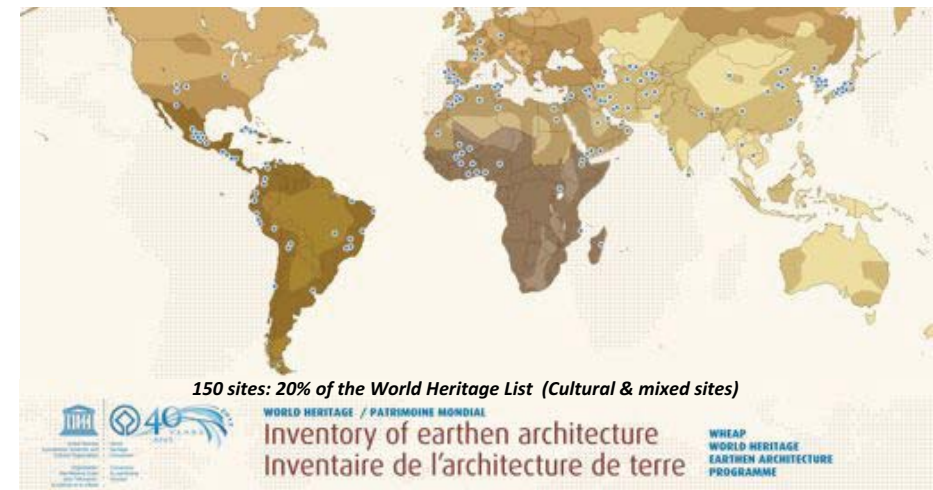 150 sites: 20% of the World Heritage List (Cultural & mixed sites)
WORLD HERITAGE / PATRIMOINE MONDIAL
Inventory of earthen architecture
Inventaire de l'architecture de terre
WHEAP
WORLD HERITAGE
EARTHEN ARCHITECTURE
PROGRAMME
40